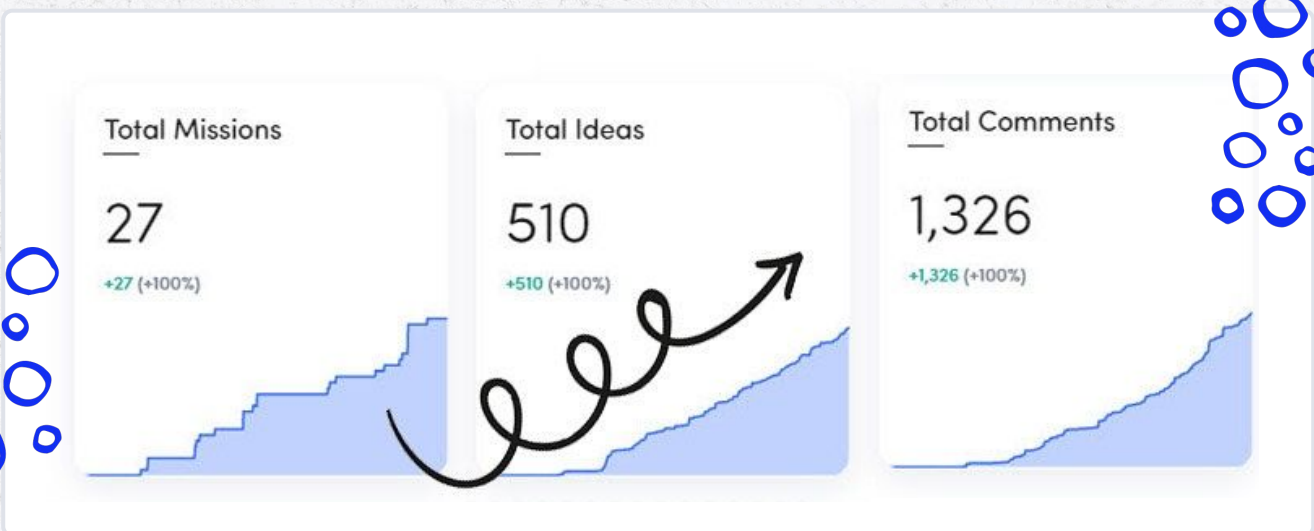 Total Missions
27
+27 (+100%)
Total Ideas
510
+510 (+100%)
Total Comments
1,326
+1,326 (+100%)